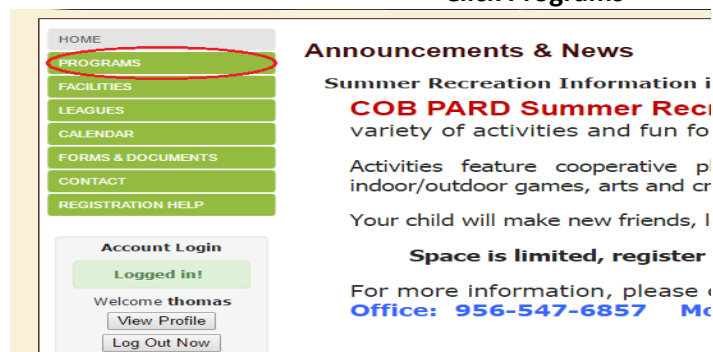 HOME
PROGRAMS
FACILITIES
LEAGUES
CALENDAR
FORMS & DOCUMENTS
CONTACT
REGISTRATION HELP
Account Login
Logged in!
Welcome thomas
View Profile
Log Out Now
Announcements & News
Summer Recreation Information
COB PARD Summer
variety of activities and fun
Activities feature cooperative
indoor/outdoor games, arts and
Your child will make new friends,
Space is limited, register
For more information, please
Office: 956-547-6857